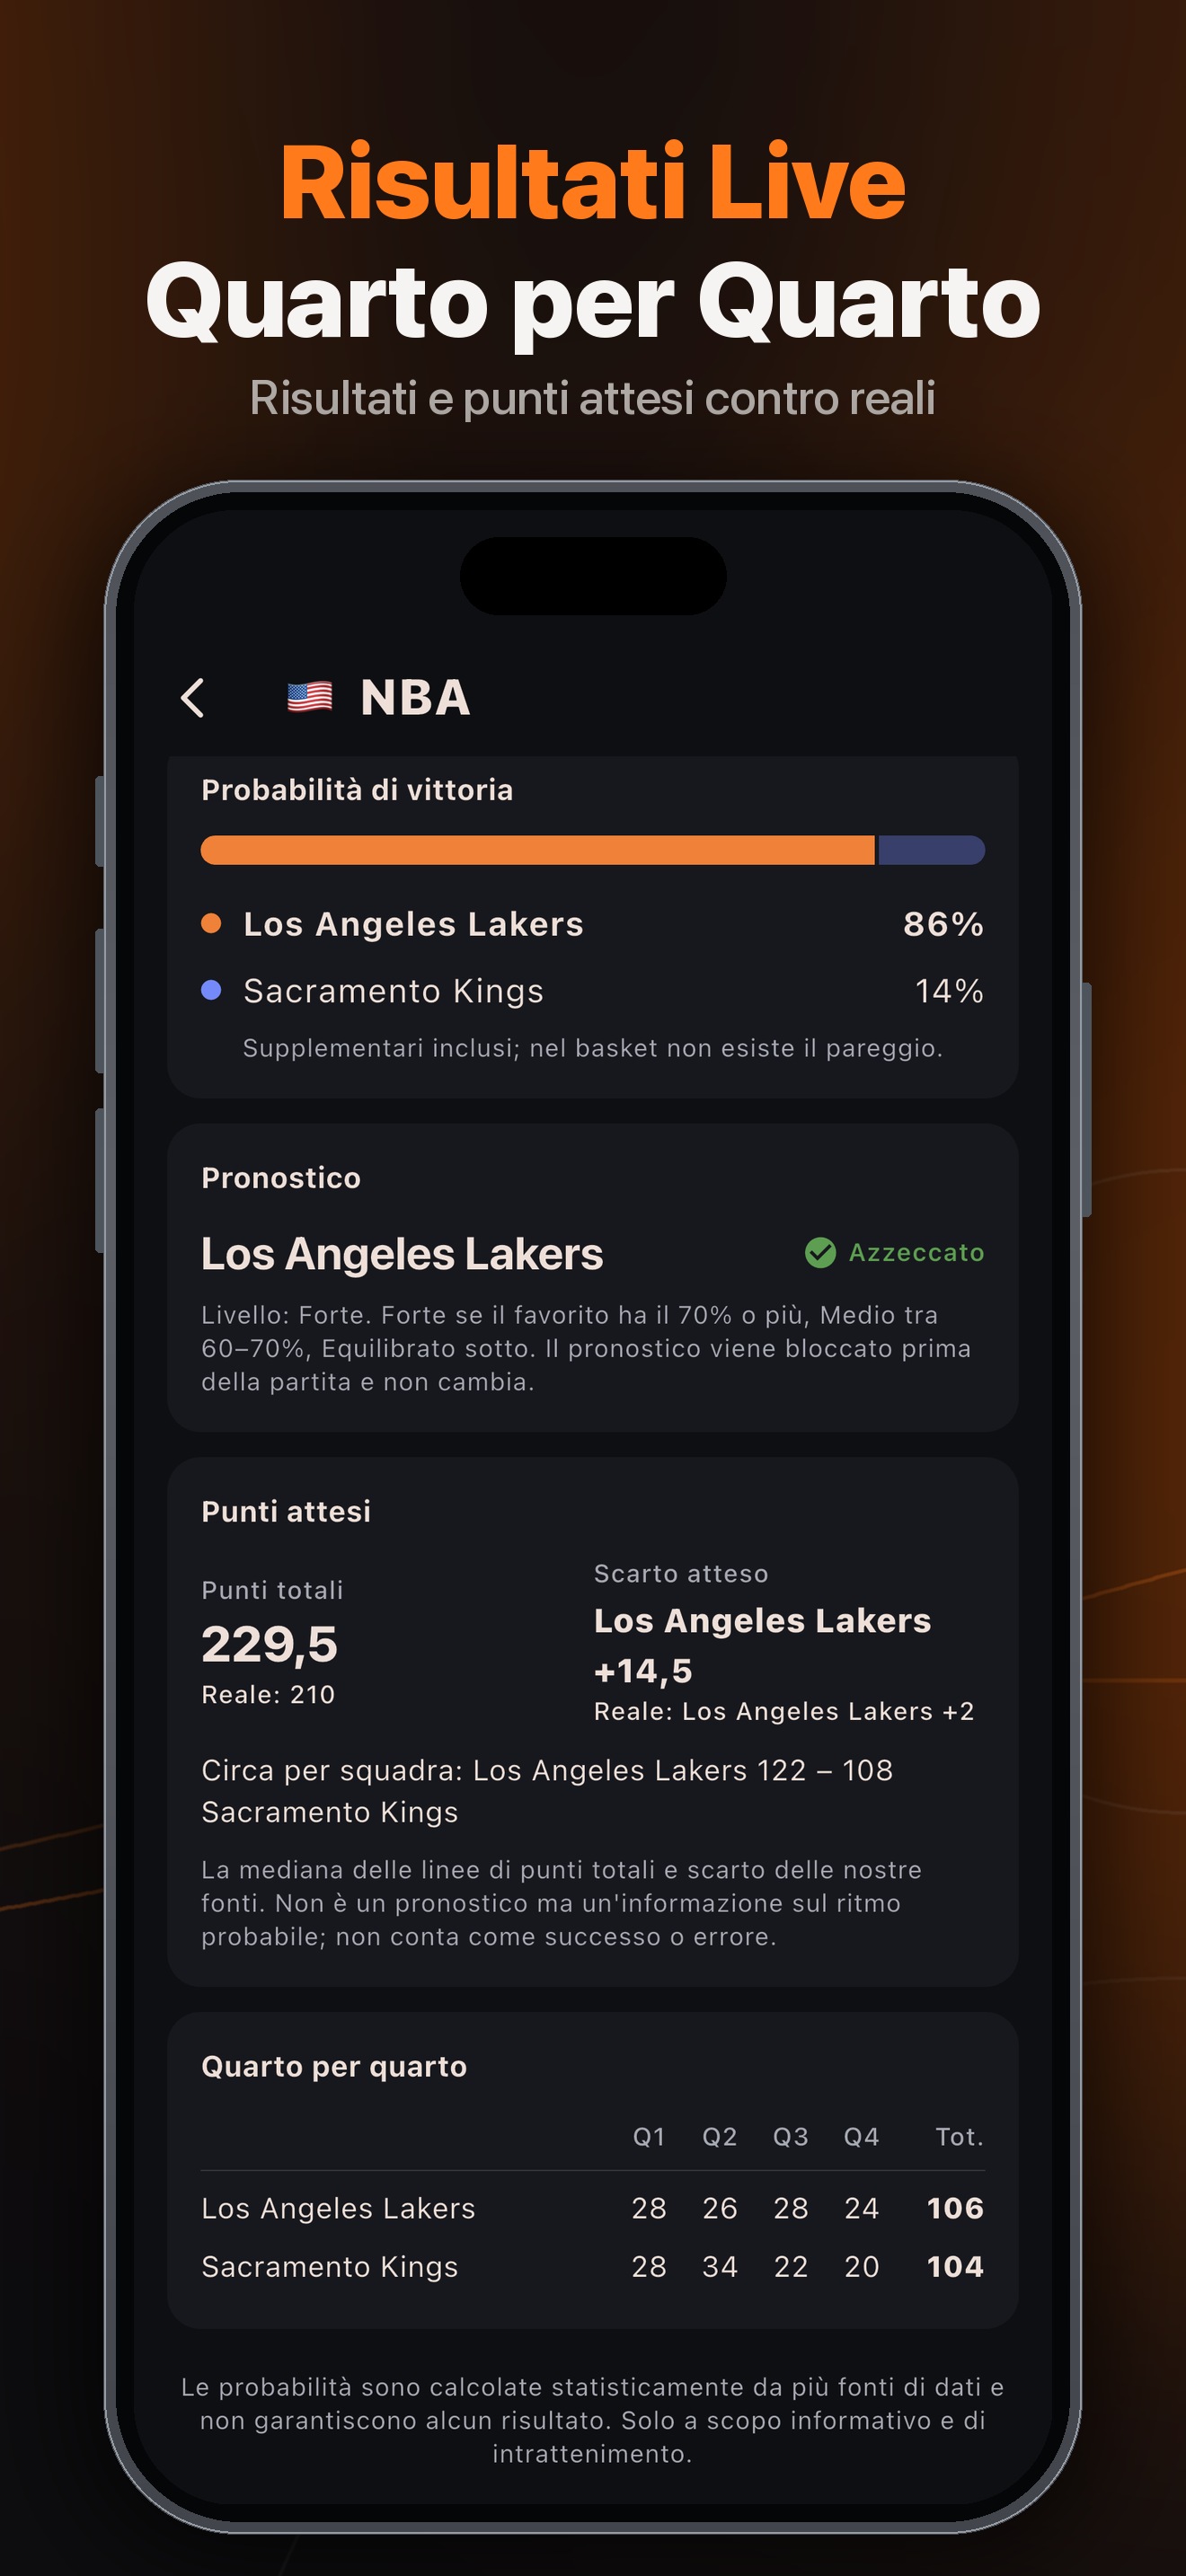 Risultati Live
Quarto per Quarto
Risultati e punti attesi contro reali
NBA
Probabilità di vittoria
Los Angeles Lakers 86%
Sacramento Kings 14%
Supplementari inclusi; nel basket non esiste il pareggio.
Pronostico
Los Angeles Lakers Azzeccato
Livello: Forte. Forte se il favorito ha il 70% o più, Medio tra
60–70%, Equilibrato sotto. Il pronostico viene bloccato prima
della partita e non cambia.
Punti attesi
Punti totali
229,5
Reale: 210
Scarto atteso
Los Angeles Lakers
+14,5
Reale: Los Angeles Lakers +2
Circa per squadra: Los Angeles Lakers 122 – 108
Sacramento Kings
La mediana delle linee di punti totali e scarto delle nostre
fonti. Non è un pronostico ma un'informazione sul ritmo
probabile; non conta come successo o errore.
Quarto per quarto
Q1 Q2 Q3 Q4 Tot.
Los Angeles Lakers 28 26 28 24 106
Sacramento Kings 28 34 22 20 104
Le probabilità sono calcolate statisticamente da più fonti di dati e
non garantiscono alcun risultato. Solo a scopo informativo e di
intrattenimento.